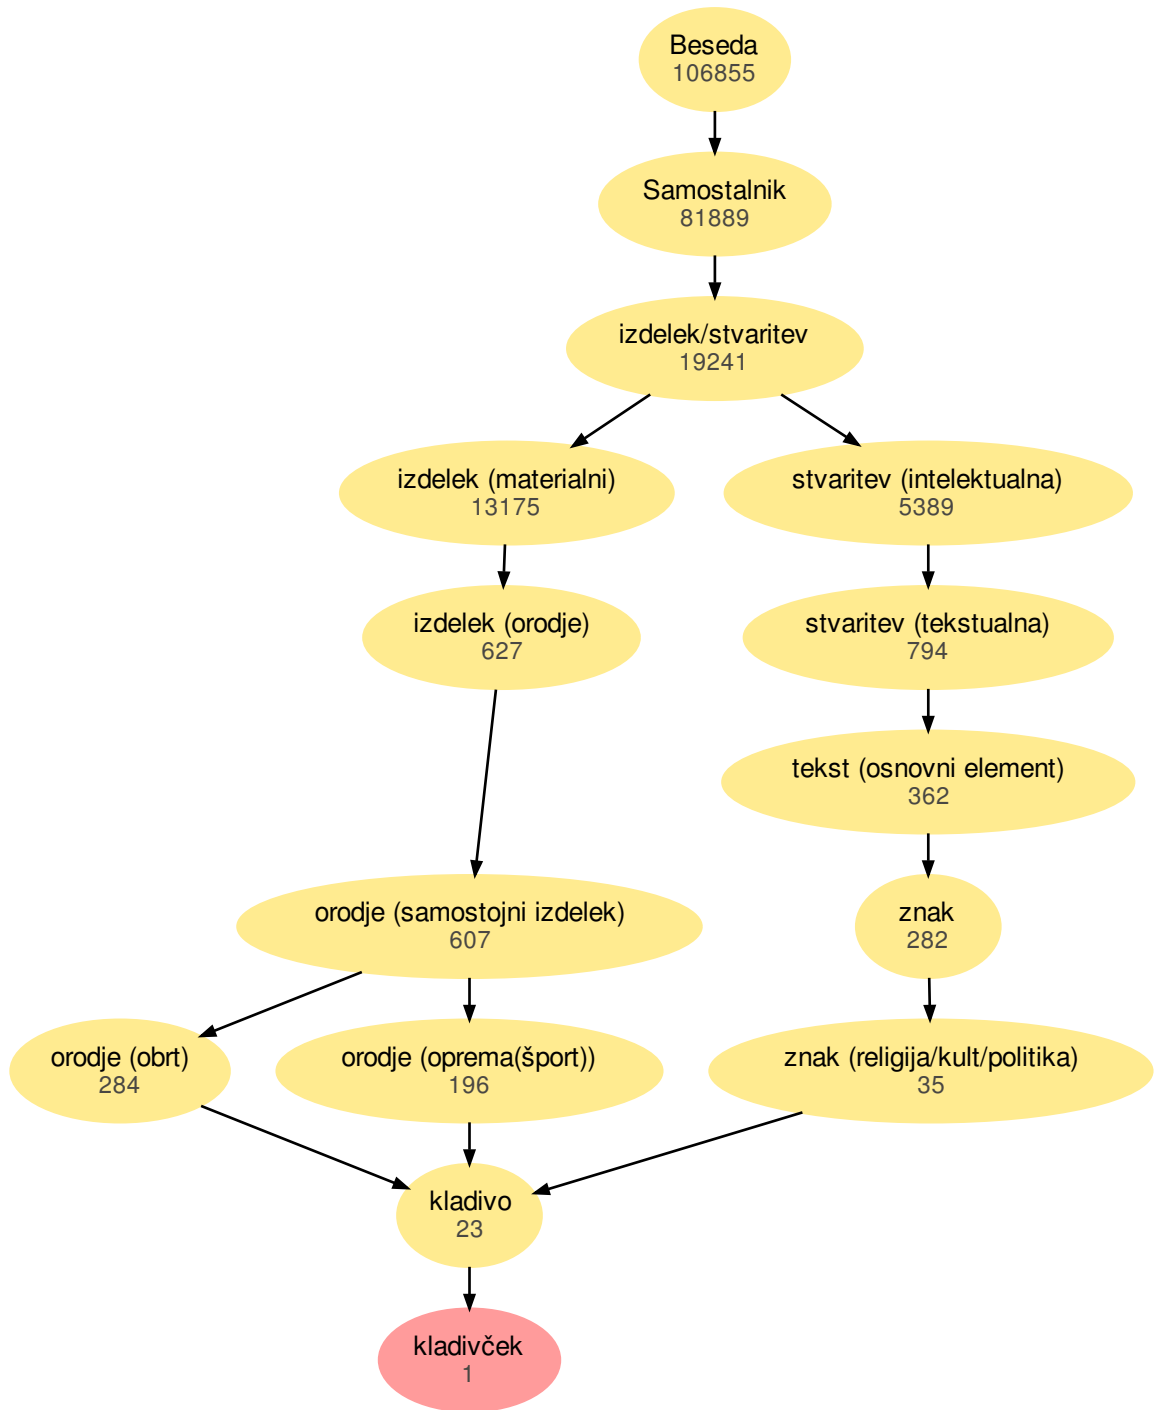 Beseda
106855
Samostalnik
81889
izdelek/stvaritev
19241
izdelek (materialni)
13175
stvaritev (intelektualna)
5389
izdelek (orodje)
627
stvaritev (tekstualna)
794
tekst (osnovni element)
362
orodje (samostojni izdelek)
607
znak
282
orodje (obrt)
284
orodje (oprema(šport))
196
znak (religija/kult/politika)
35
kladivo
23
kladivček
1